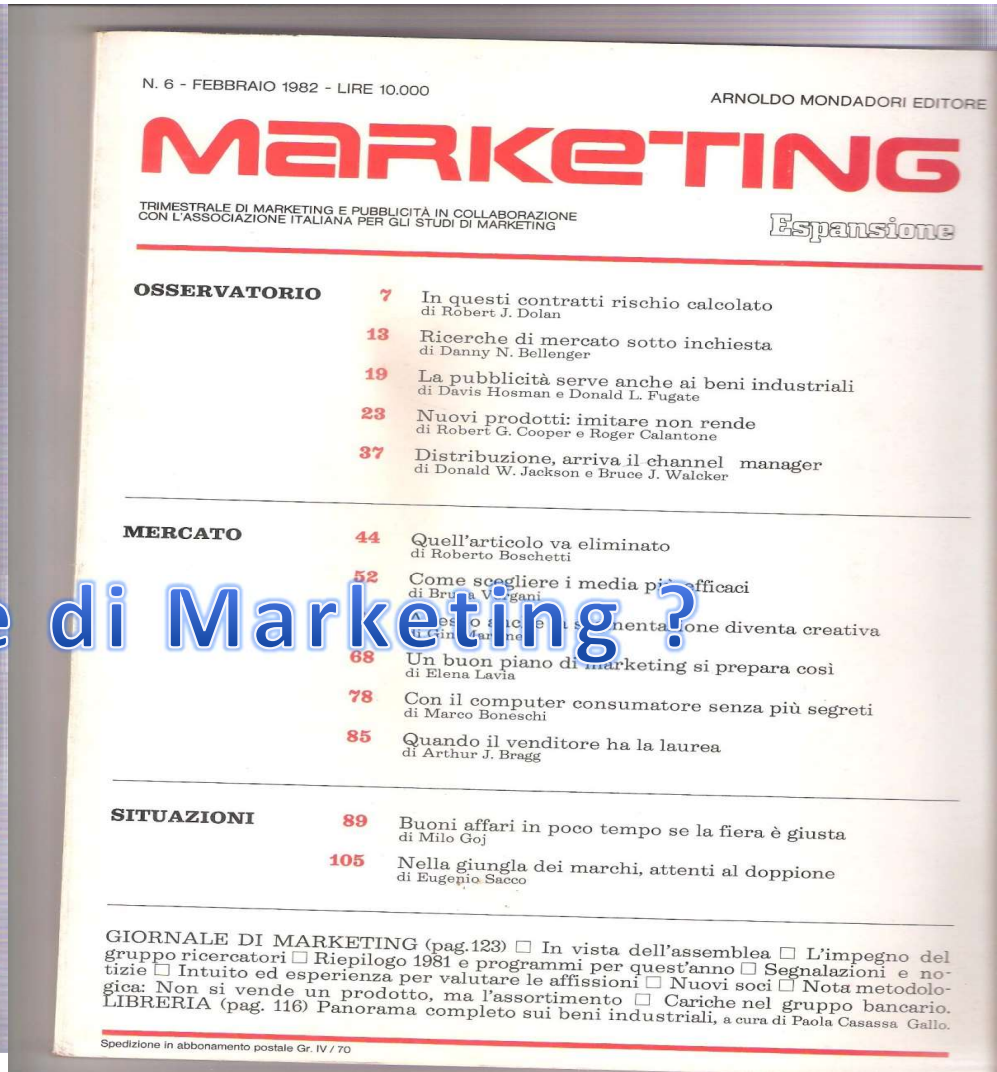 N. 6 - FEBBRAIO 1982 - LIRE 10.000
ARNOLDO MONDADORI EDITORE
MARKETING
TRIMESTRALE DI MARKETING E PUBBLICITÀ IN COLLABORAZIONE
CON L'ASSOCIAZIONE ITALIANA PER GLI STUDI DI MARKETING
Espansione
OSSERVATORIO
7 In questi contratti rischio calcolato
di Robert J. Dolan
13 Ricerche di mercato sotto inchiesta
di Danny N. Bellenger
19 La pubblicità serve anche ai beni industriali
di Davis Hosman e Donald L. Fugate
23 Nuovi prodotti: imitare non rende
di Robert G. Cooper e Roger Calantone
37 Distribuzione, arriva il channel manager
di Donald W. Jackson e Bruce J. Walcker
MERCATO
44 Quell'articolo va eliminato
di Roberto Boschetti
52 Come scegliere i media più efficaci
di
e di Marketing ?
diventa creativa
di
68 Un buon piano di marketing si prepara così
di Elena Lavia
78 Con il computer consumatore senza più segreti
di Marco Boneschi
85 Quando il venditore ha la laurea
di Arthur J. Bragg
SITUAZIONI
89 Buoni affari in poco tempo se la fiera è giusta
di Milo Goj
105 Nella giungla dei marchi, attenti al doppione
di Eugenio Sacco
GIORNALE DI MARKETING (pag.123) □ In vista dell'assemblea □ L'impegno del
gruppo ricercatori □ Riepilogo 1981 e programmi per quest'anno □ Segnalazioni e no-
tizie □ Intuito ed esperienza per valutare le affissioni □ Nuovi soci □ Nota metodolo-
gica: Non si vende un prodotto, ma l'assortimento □ Cariche nel gruppo bancario.
LIBRERIA (pag. 116) Panorama completo sui beni industriali, a cura di Paola Casassa Gallo.
Spedizione in abbonamento postale Gr. IV / 70